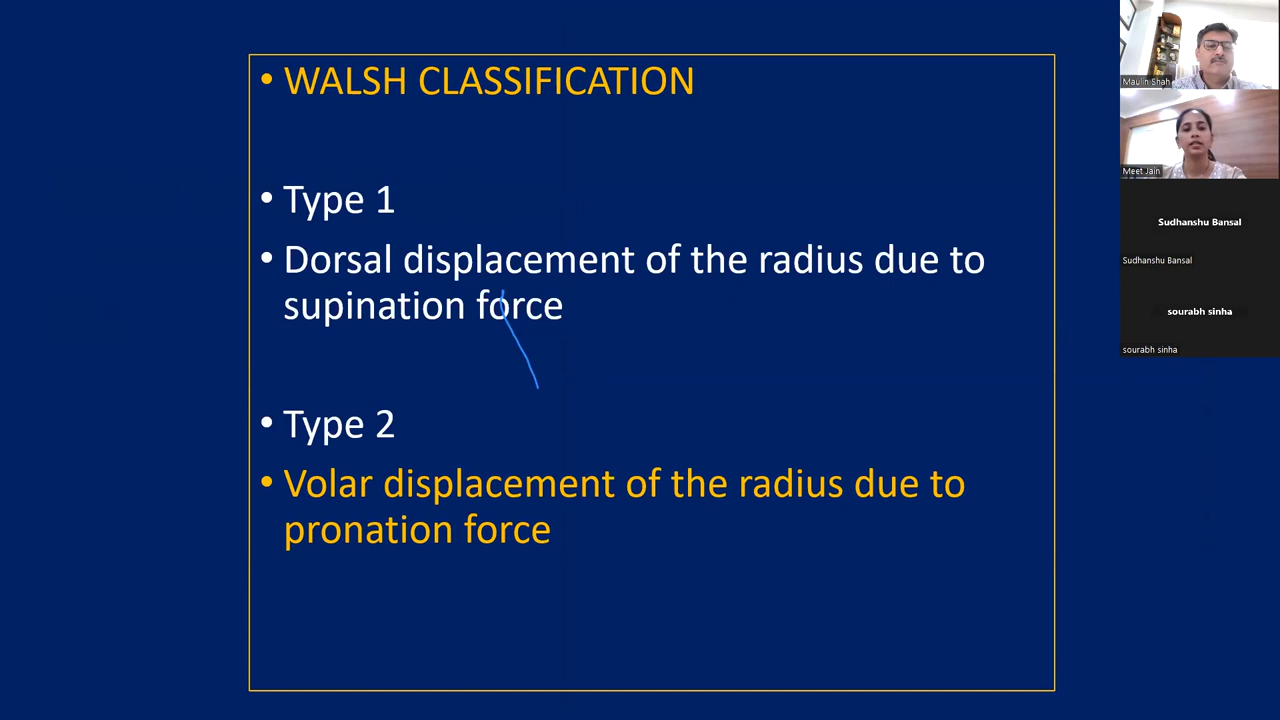 • WALSH CLASSIFICATION
• Type 1
• Dorsal displacement of the radius due to
supination force
• Type 2
• Volar displacement of the radius due to
pronation force
Maulin Shah
Meet Jain
Sudhanshu Bansal
Sudhanshu Bansal
sourabh sinha
sourabh sinha